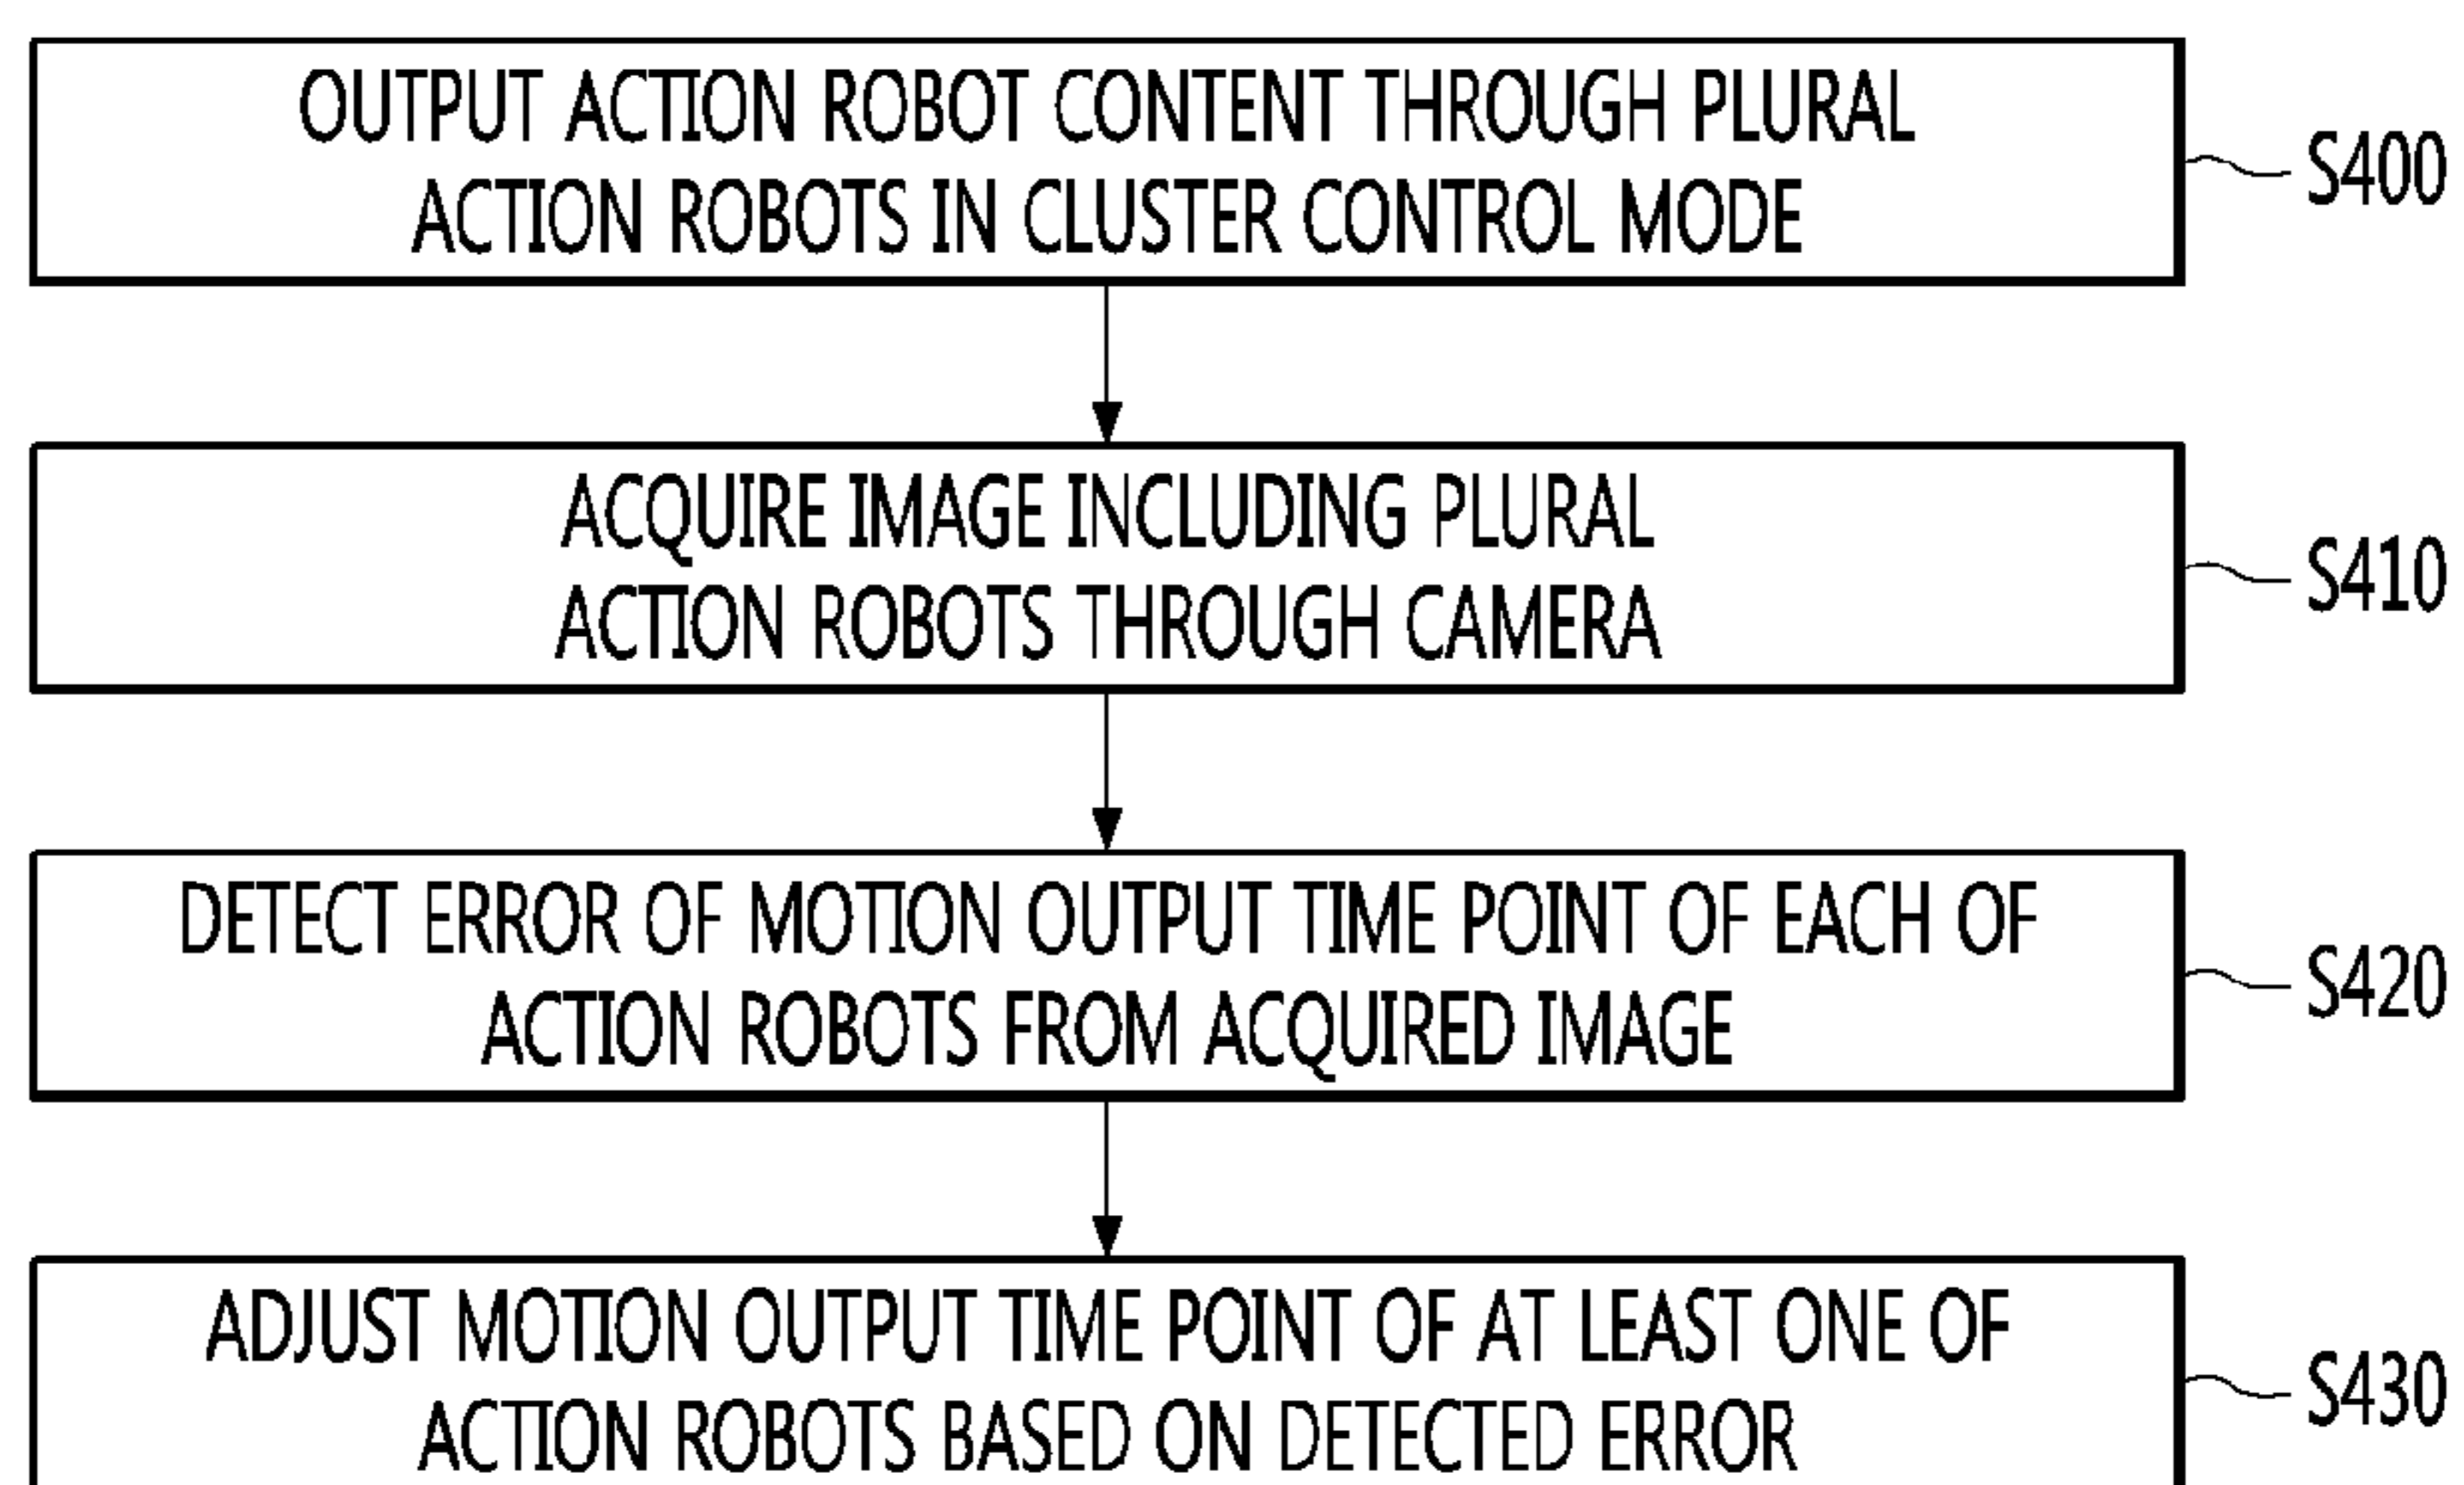 OUTPUT ACTION ROBOT CONTENT THROUGH PLURAL
ACTION ROBOTS IN CLUSTER CONTROL MODE
S400
ACQUIRE IMAGE INCLUDING PLURAL
ACTION ROBOTS THROUGH CAMERA
S410
DETECT ERROR OF MOTION OUTPUT TIME POINT OF EACH OF
ACTION ROBOTS FROM ACQUIRED IMAGE
S420
ADJUST MOTION OUTPUT TIME POINT OF AT LEAST ONE OF
ACTION ROBOTS BASED ON DETECTED ERROR
S430